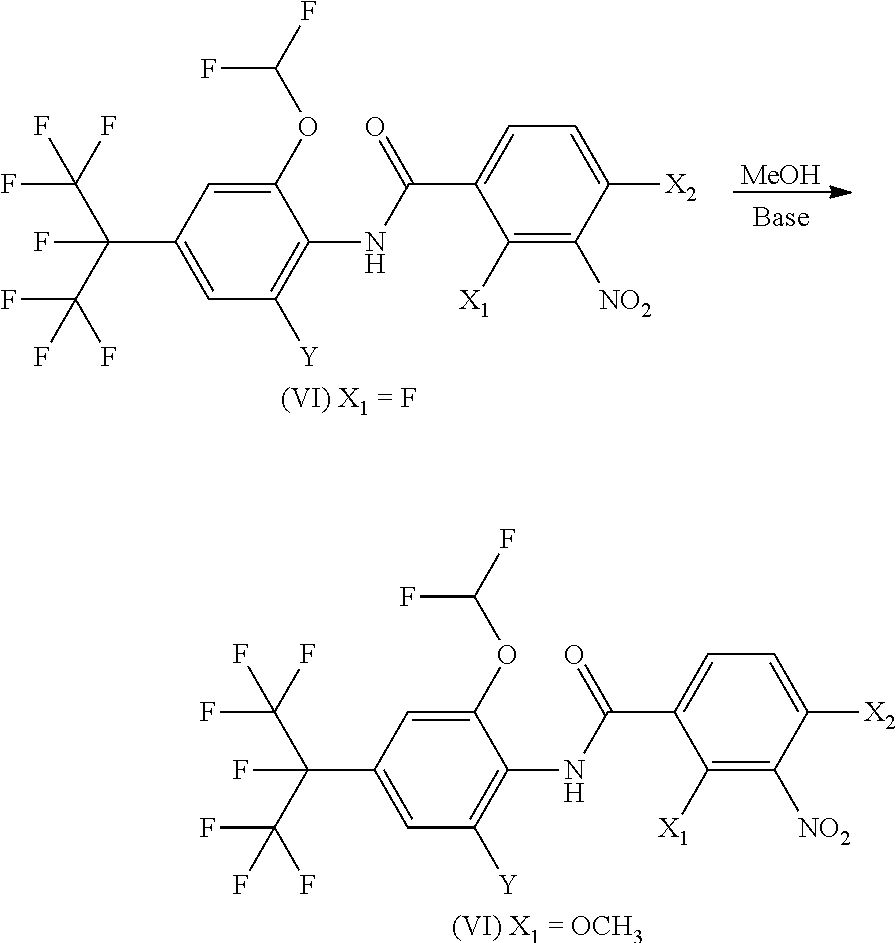 F
F
F F O O
F X₂ MeOH
F N Base
H
X₁ NO₂
F
F F Y
(VI) X₁ = F
F
F
F F O O
F X₂
F N
H
X₁ NO₂
F
F F Y
(VI) X₁ = OCH₃